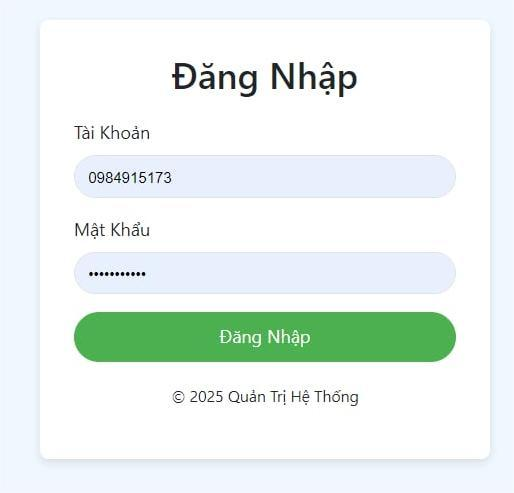 Đăng Nhập
Tài Khoản
0984915173
Mật Khẩu
•••••••••••
Đăng Nhập
© 2025 Quản Trị Hệ Thống